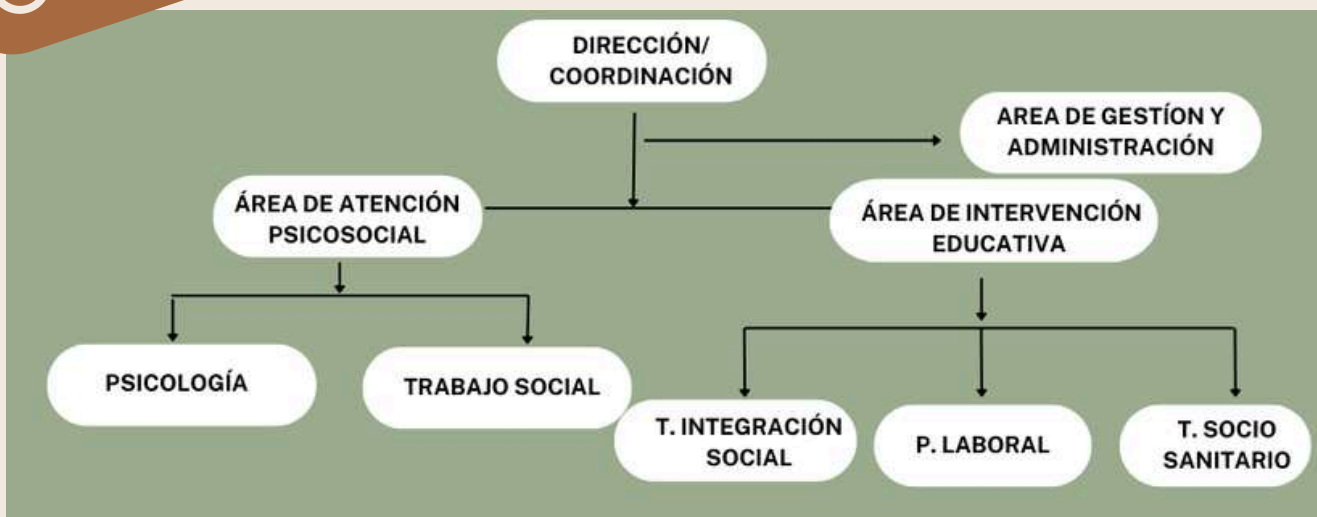 DIRECCIÓN/
COORDINACIÓN
AREA DE GESTÍON Y
ADMINISTRACIÓN
ÁREA DE ATENCIÓN
PSICOSOCIAL
ÁREA DE INTERVENCIÓN
EDUCATIVA
PSICOLOGÍA
TRABAJO SOCIAL
T. INTEGRACIÓN
SOCIAL
P. LABORAL
T. SOCIO
SANITARIO